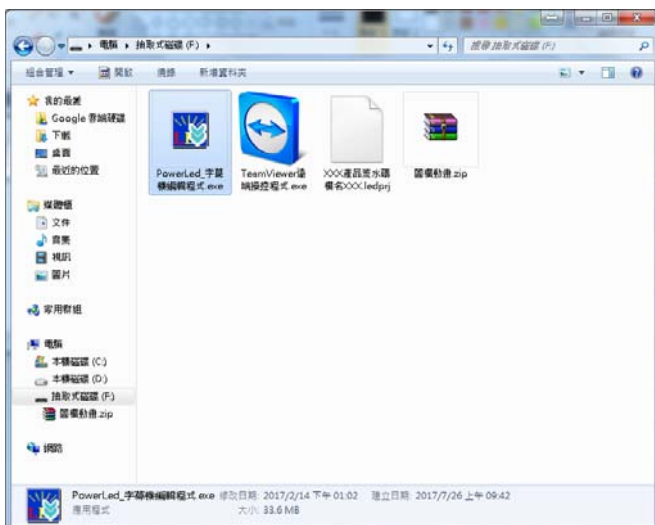 電腦 ▸ 抽取式磁碟 (F:) ▸
搜尋 抽取式磁碟 (F:)
組合管理 ▾ 開啟 燒錄 新增資料夾
我的最愛
Google 雲端硬碟
下載
桌面
最近的位置
媒體櫃
文件
音樂
視訊
圖片
家用群組
電腦
本機磁碟 (C:)
本機磁碟 (D:)
抽取式磁碟 (F:)
圖檔動畫.zip
網路
PowerLed_字幕
機編輯程式.exe
TeamViewer遠
端操控程式.exe
XXX產品流水碼
檔名XXX.ledprj
圖檔動畫.zip
PowerLed_字幕機編輯程式.exe 修改日期: 2017/2/14 下午 01:02 建立日期: 2017/7/26 上午 09:42
應用程式 大小: 33.6 MB